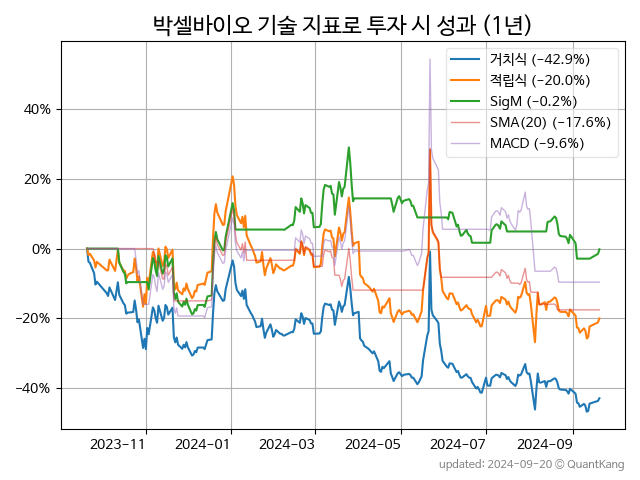 박셀바이오 기술 지표로 투자 시 성과 (1년)
거치식 (−42.9%)
적립식 (−20.0%)
SigM (−0.2%)
SMA(20) (−17.6%)
MACD (−9.6%)
40%
20%
0%
−20%
−40%
2023−11 2024−01 2024−03 2024−05 2024−07 2024−09
updated: 2024-09-20 © QuantKang